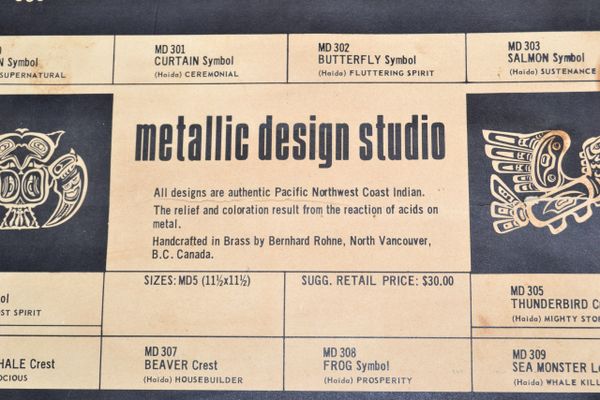 MD 301
CURTAIN Symbol
(Haida) CEREMONIAL
MD 302
BUTTERFLY Symbol
(Haida) FLUTTERING SPIRIT
MD 303
SALMON Symbol
(Haida) SUSTENANCE
Symbol
SUPERNATURAL
metallic design studio
All designs are authentic Pacific Northwest Coast Indian.
The relief and coloration result from the reaction of acids on
metal.
Handcrafted in Brass by Bernhard Rohne, North Vancouver,
B.C. Canada.
SIZES: MD5 (11½x11½)
SUGG. RETAIL PRICE: $30.00
MD 305
THUNDERBIRD
(Haida) MIGHTY
SPIRIT
Crest
MD 307
BEAVER Crest
(Haida) HOUSEBUILDER
MD 308
FROG Symbol
(Haida) PROSPERITY
MD 309
SEA MONSTER
(Haida) WHALE